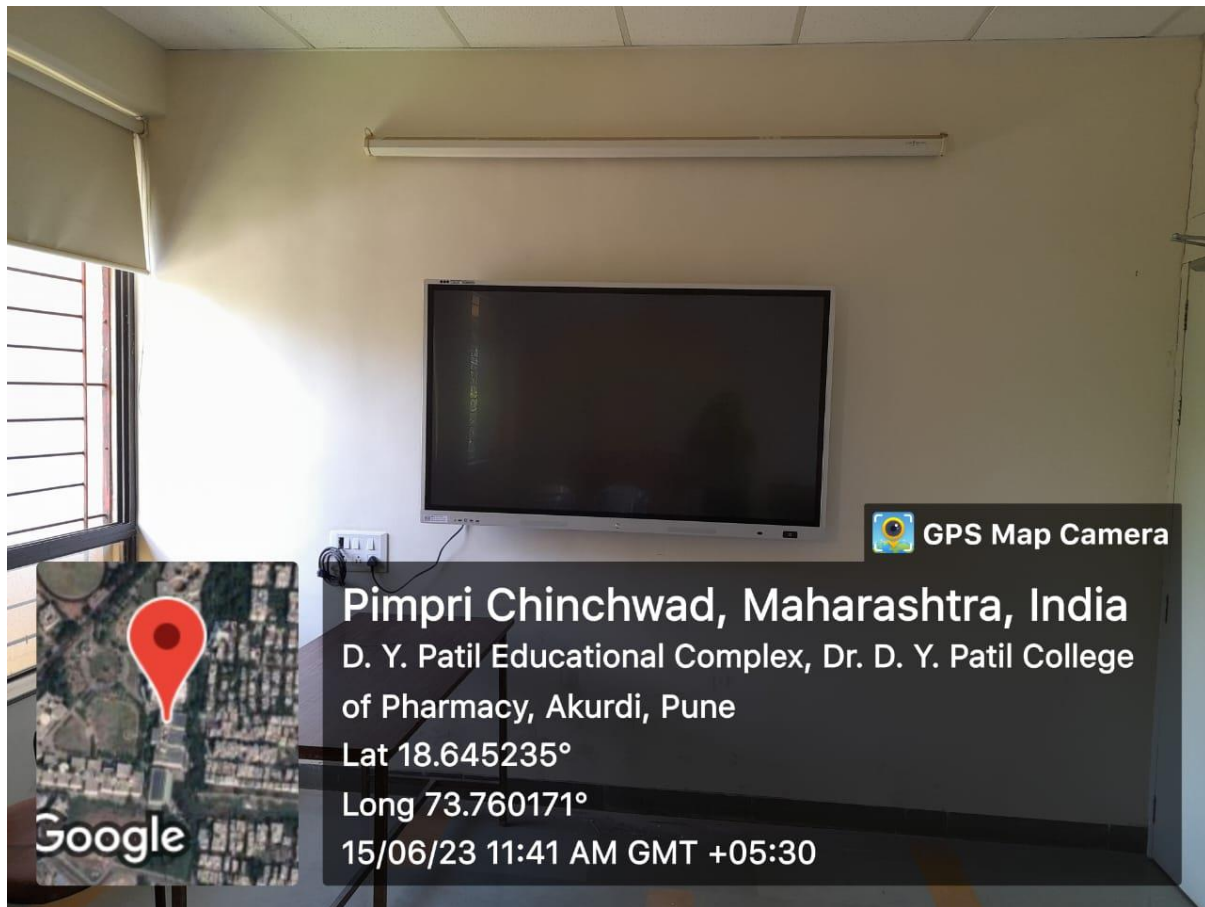 GPS Map Camera
Pimpri Chinchwad, Maharashtra, India
D. Y. Patil Educational Complex, Dr. D. Y. Patil College
of Pharmacy, Akurdi, Pune
Lat 18.645235°
Long 73.760171°
15/06/23 11:41 AM GMT +05:30
Google